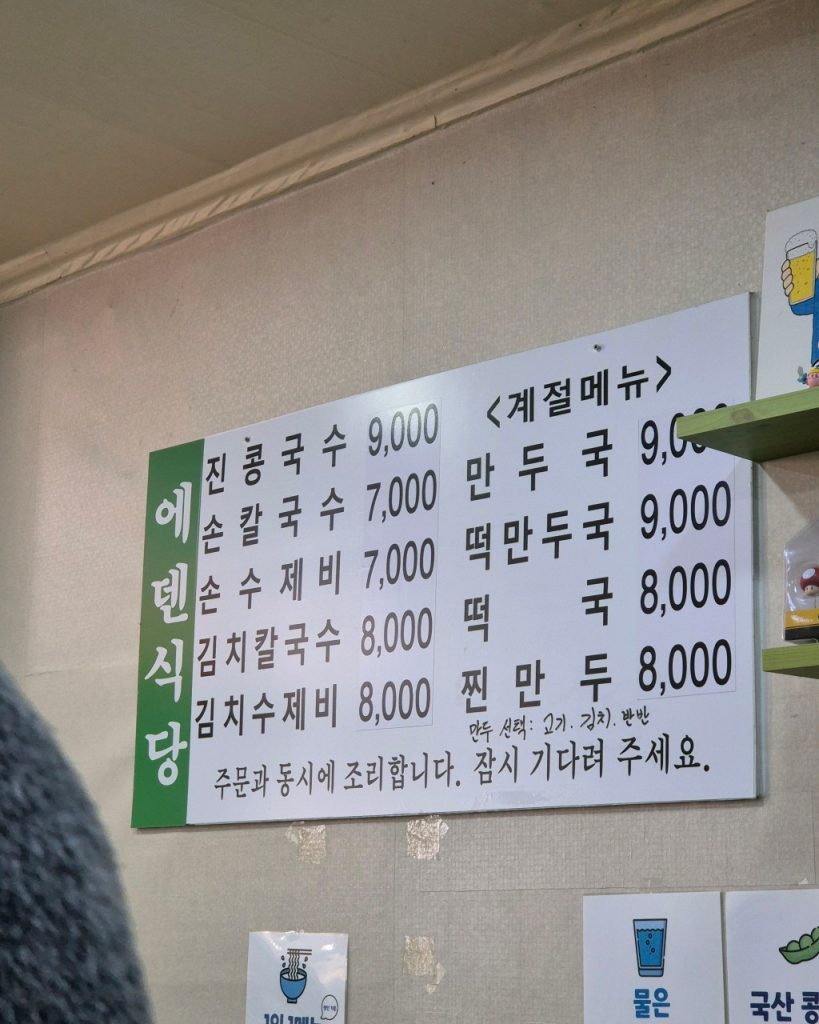 에덴식당
진콩국수 9,000
손칼국수 7,000
손수제비 7,000
김치칼국수 8,000
김치수제비 8,000
<계절메뉴>
만두국 9,000
떡만두국 9,000
떡국 8,000
찐만두 8,000
만두 선택: 고기. 김치. 반반
주문과 동시에 조리합니다. 잠시 기다려 주세요.
물은
국산 콩